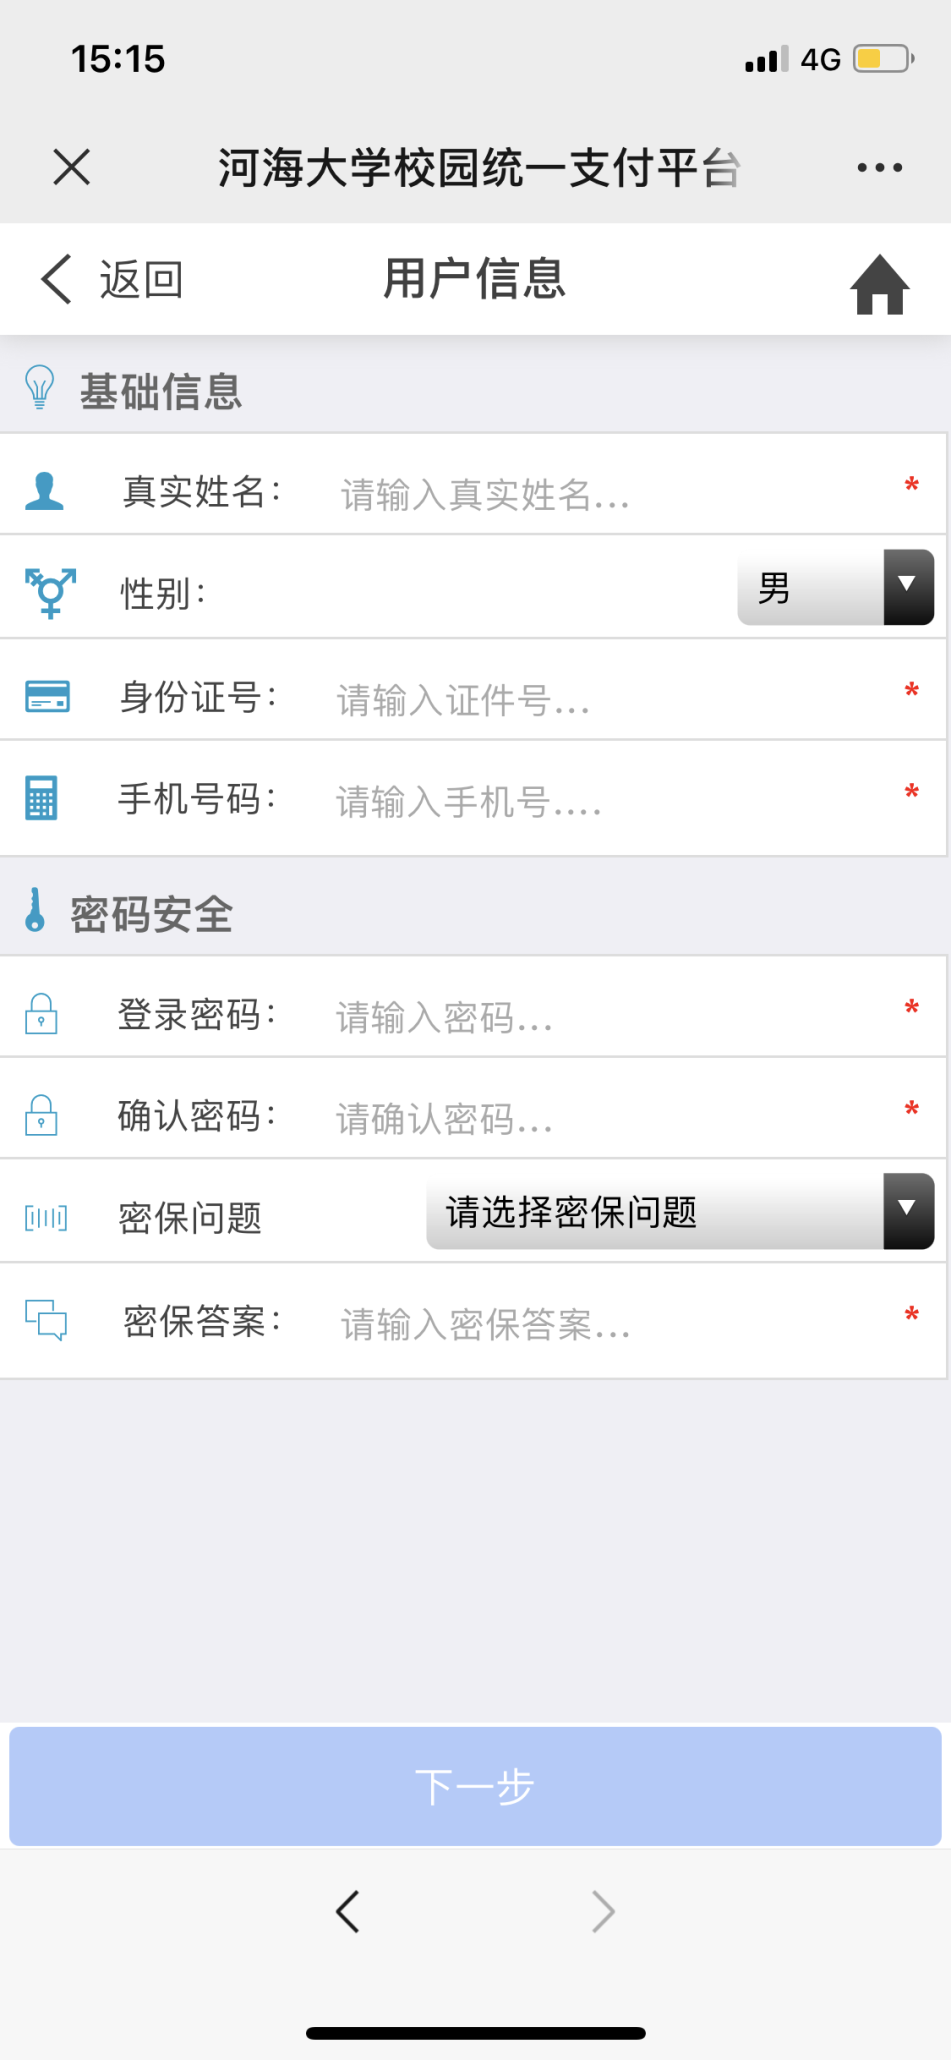 15:15
4G
河海大学校园统一支付平台
返回
用户信息
基础信息
真实姓名：
请输入真实姓名...
*
性别：
男
身份证号：
请输入证件号...
*
手机号码：
请输入手机号....
*
密码安全
登录密码：
请输入密码...
*
确认密码：
请确认密码...
*
密保问题
请选择密保问题
密保答案：
请输入密保答案...
*
下一步